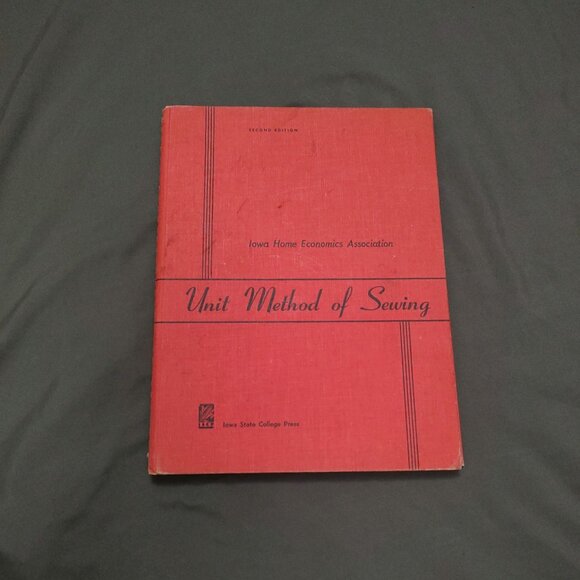 SECOND EDITION
Iowa Home Economics Association
Unit Method of Sewing
Iowa State College Press